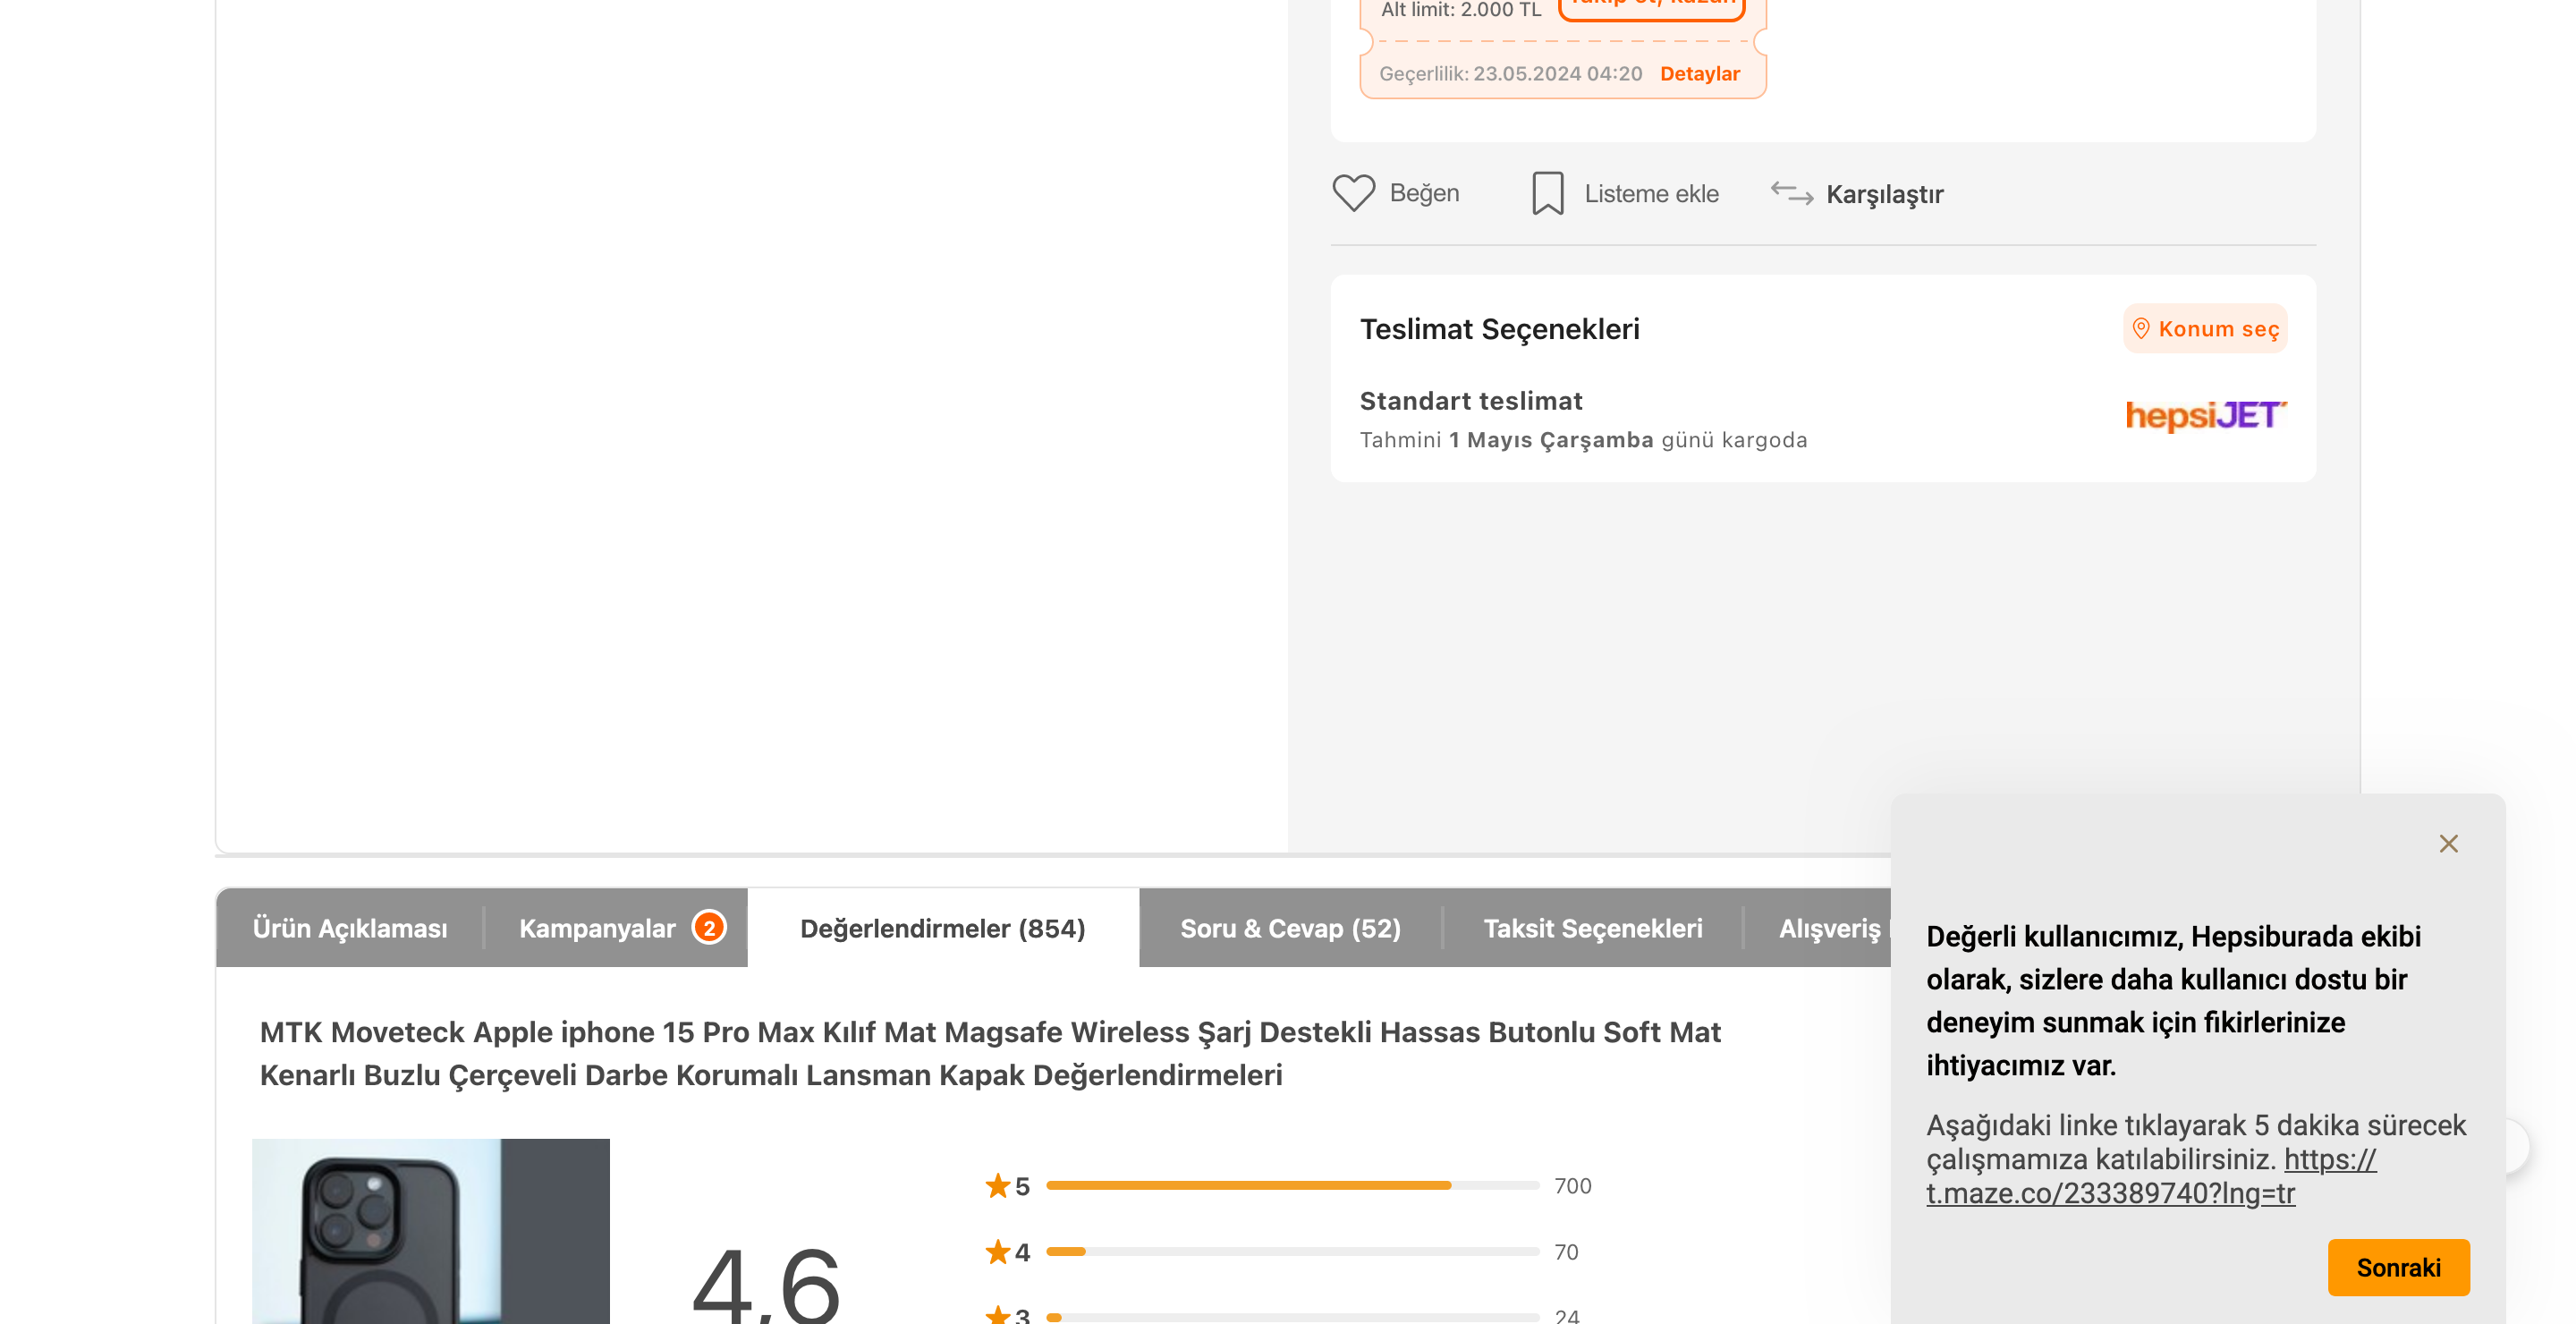 Alt limit: 2.000 TL
Takip et, kazan
Geçerlilik: 23.05.2024 04:20 Detaylar
Beğen
Listeme ekle
Karşılaştır
Teslimat Seçenekleri
Konum seç
Standart teslimat
Tahmini 1 Mayıs Çarşamba günü kargoda
hepsiJET
Ürün Açıklaması
Kampanyalar 2
Değerlendirmeler (854)
Soru & Cevap (52)
Taksit Seçenekleri
Alışveriş
MTK Moveteck Apple iphone 15 Pro Max Kılıf Mat Magsafe Wireless Şarj Destekli Hassas Butonlu Soft Mat
Kenarlı Buzlu Çerçeveli Darbe Korumalı Lansman Kapak Değerlendirmeleri
4,6
5 700
4 70
3 24
Değerli kullanıcımız, Hepsiburada ekibi
olarak, sizlere daha kullanıcı dostu bir
deneyim sunmak için fikirlerinize
ihtiyacımız var.
Aşağıdaki linke tıklayarak 5 dakika sürecek
çalışmamıza katılabilirsiniz. https://
t.maze.co/233389740?lng=tr
Sonraki